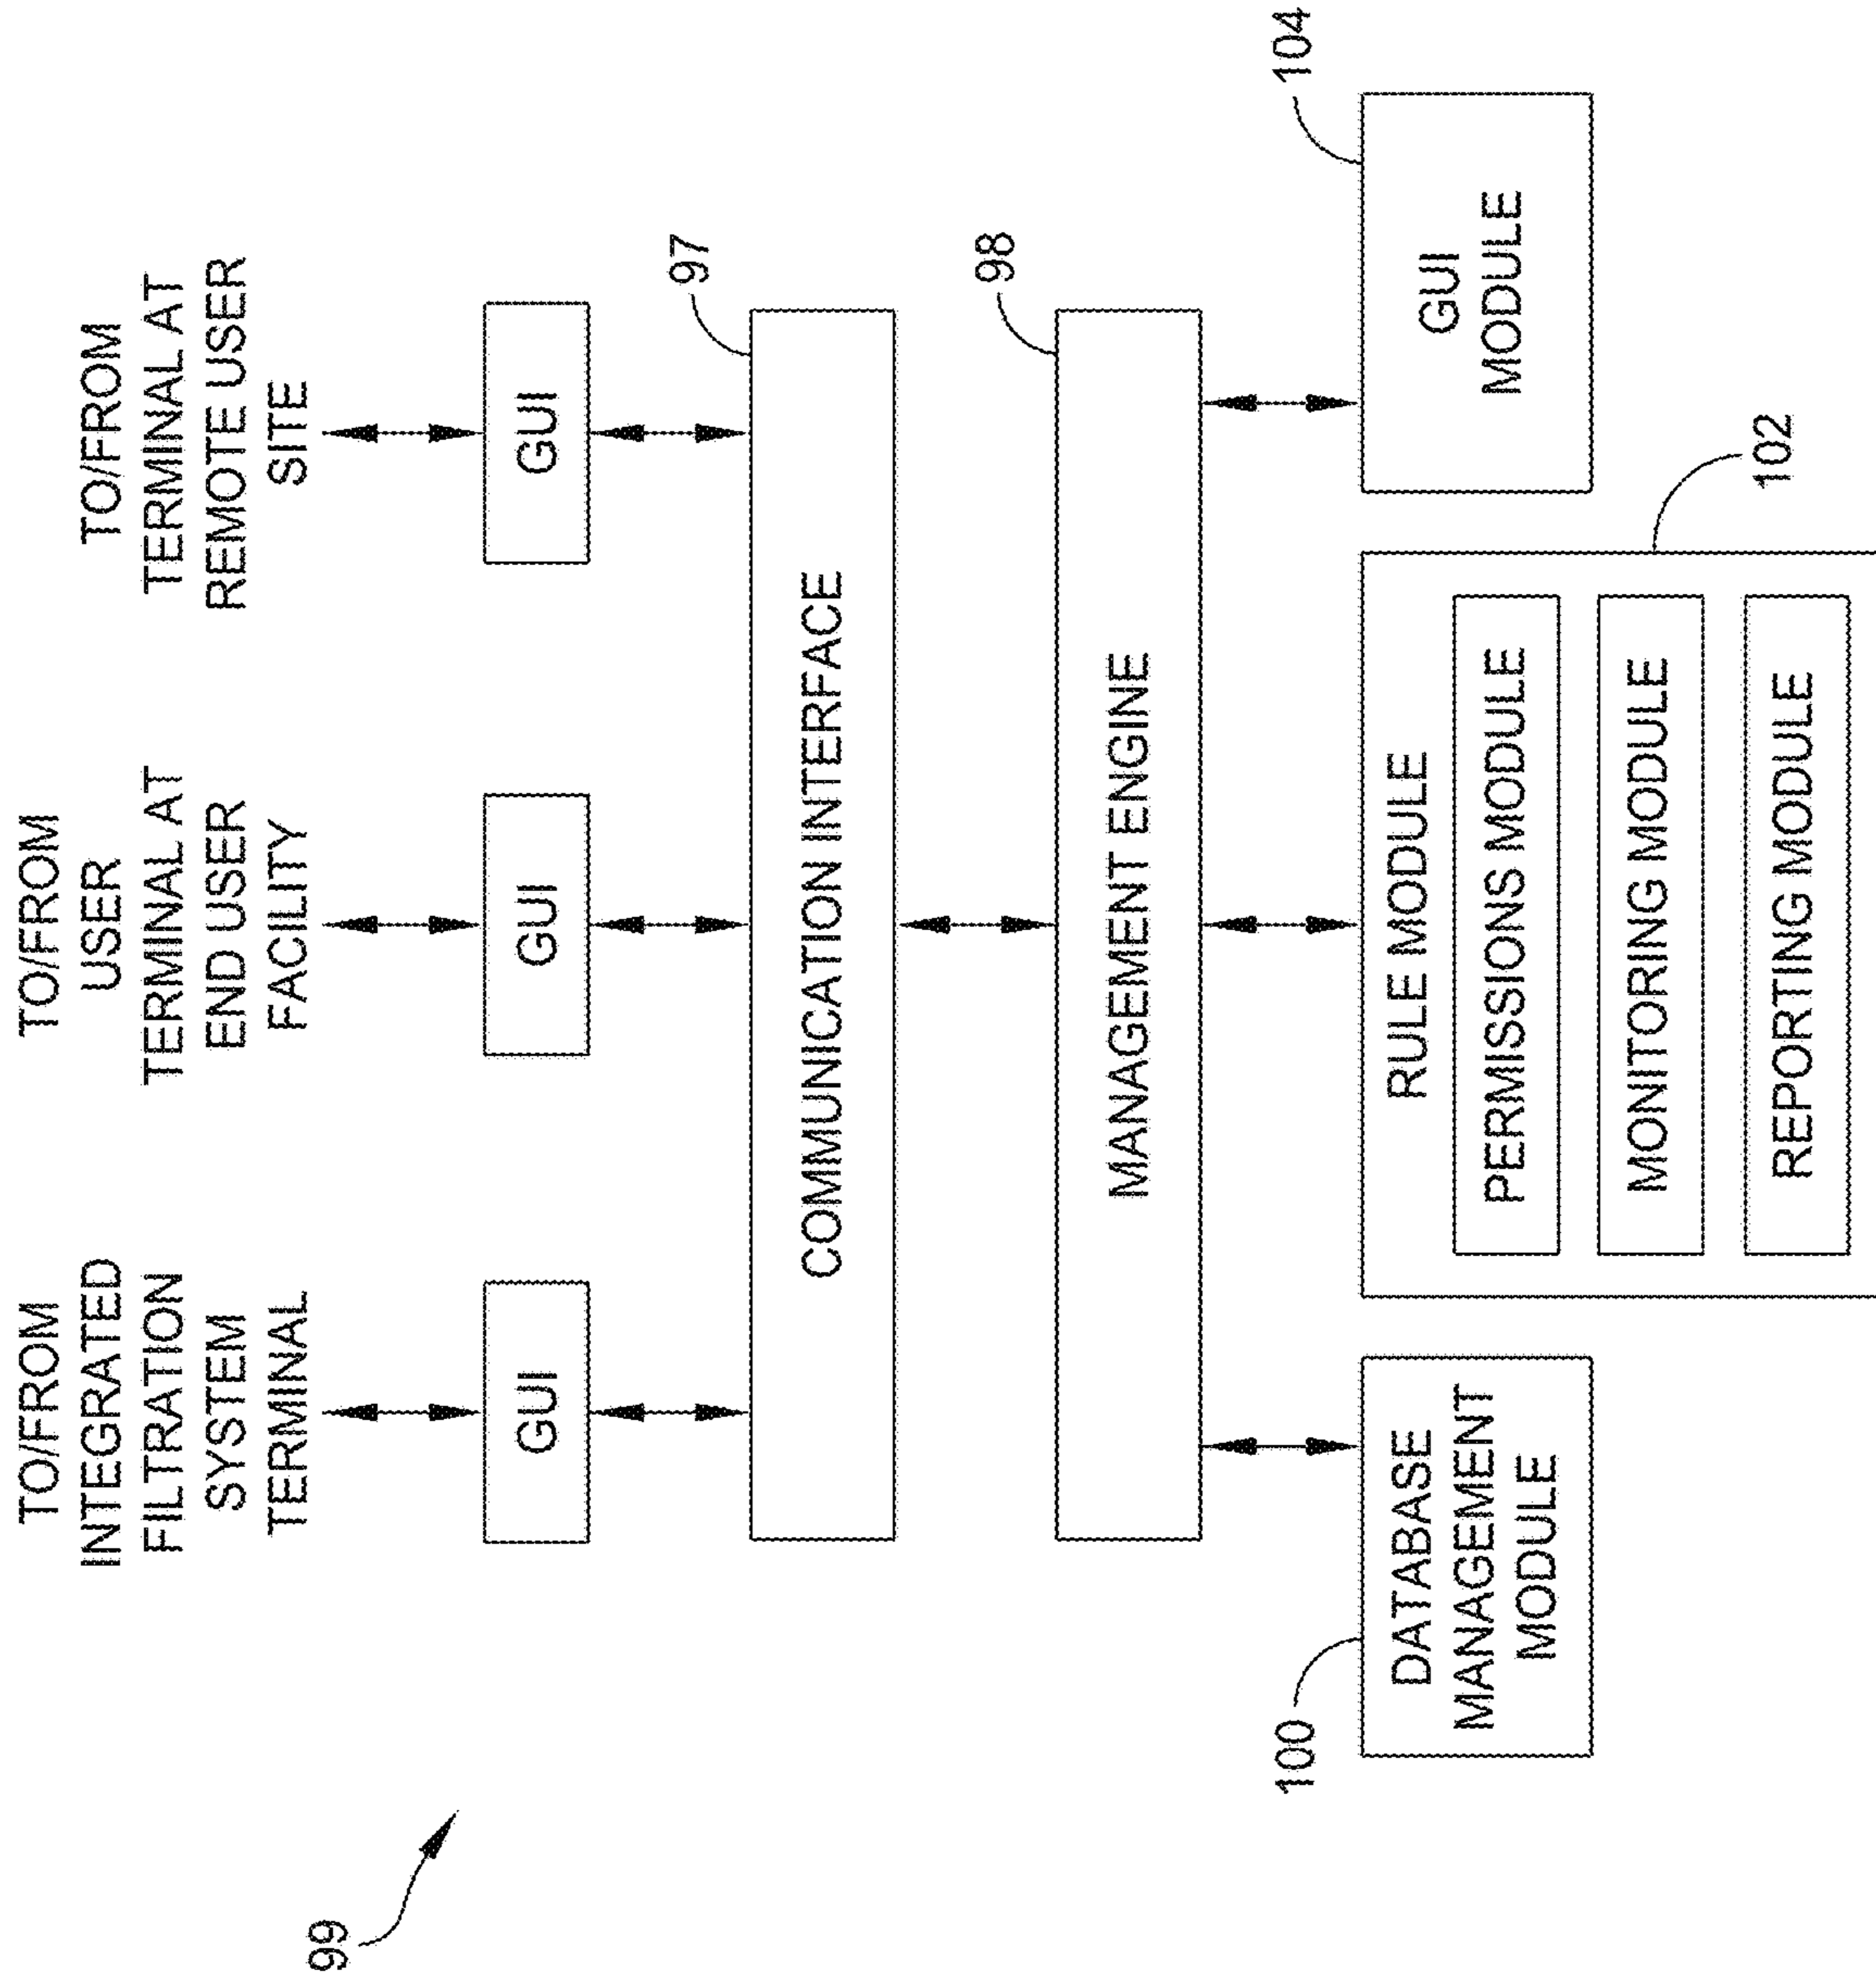 TO/FROM
INTEGRATED
FILTRATION
SYSTEM
TERMINAL
TO/FROM
USER
TERMINAL AT
END USER
FACILITY
TO/FROM
TERMINAL AT
REMOTE USER
SITE
99
GUI
GUI
GUI
97
COMMUNICATION INTERFACE
98
MANAGEMENT ENGINE
100
DATABASE
MANAGEMENT
MODULE
RULE MODULE
PERMISSIONS MODULE
MONITORING MODULE
REPORTING MODULE
102
104
GUI
MODULE